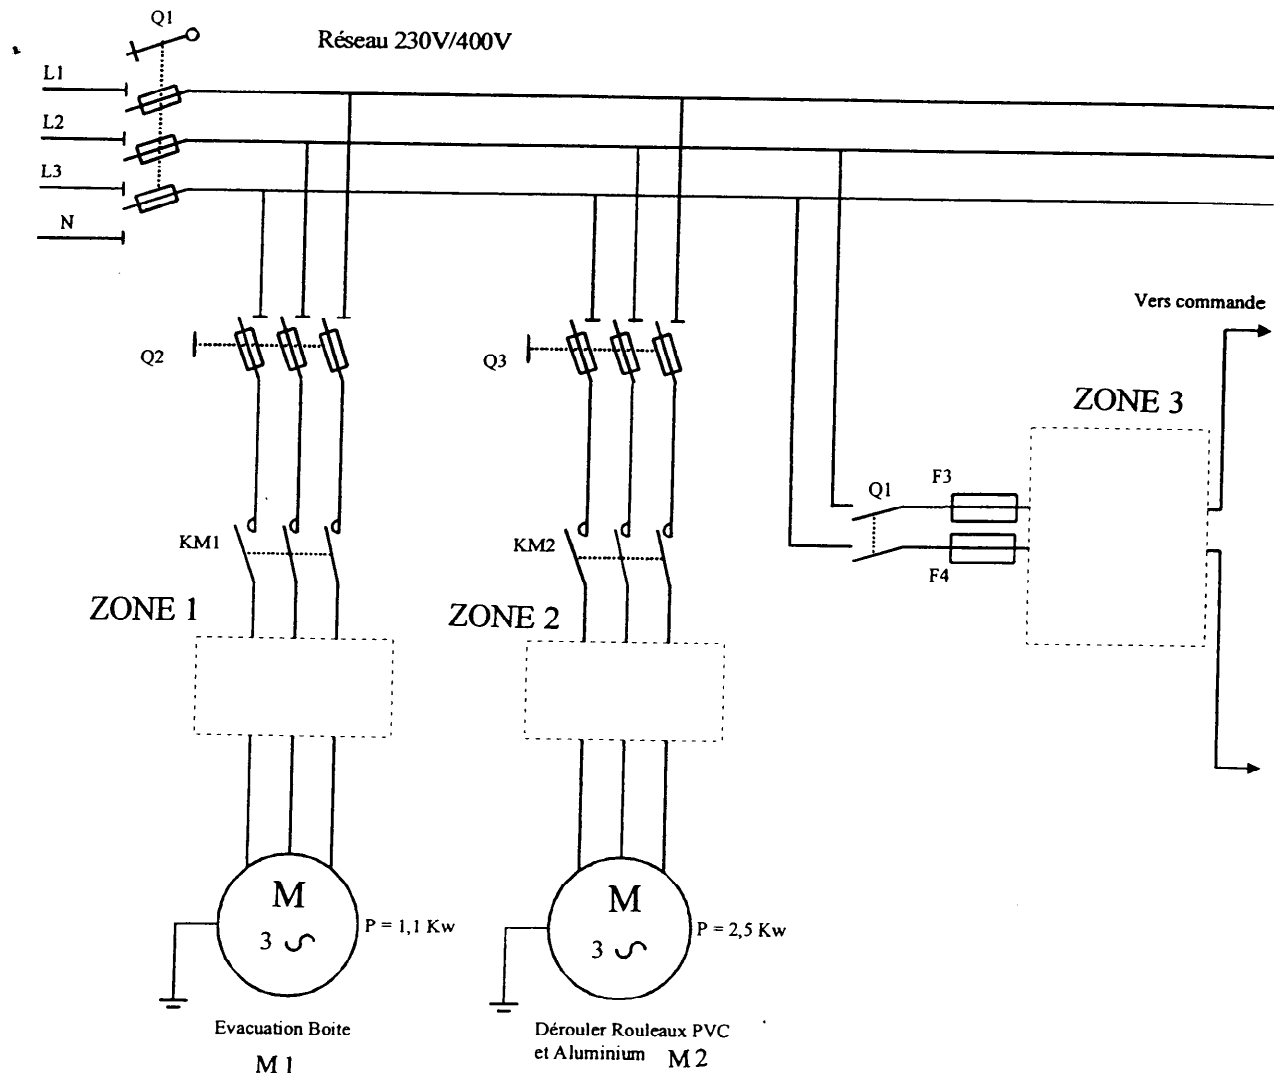 Q1
Réseau 230V/400V
L1
L2
L3
N
Vers commande
Q2
Q3
ZONE 3
F3
Q1
KM1
KM2
F4
ZONE 1
ZONE 2
M
3
P = 1,1 Kw
M
3
P = 2,5 Kw
Evacuation Boite
M 1
Dérouler Rouleaux PVC
et Aluminium M 2